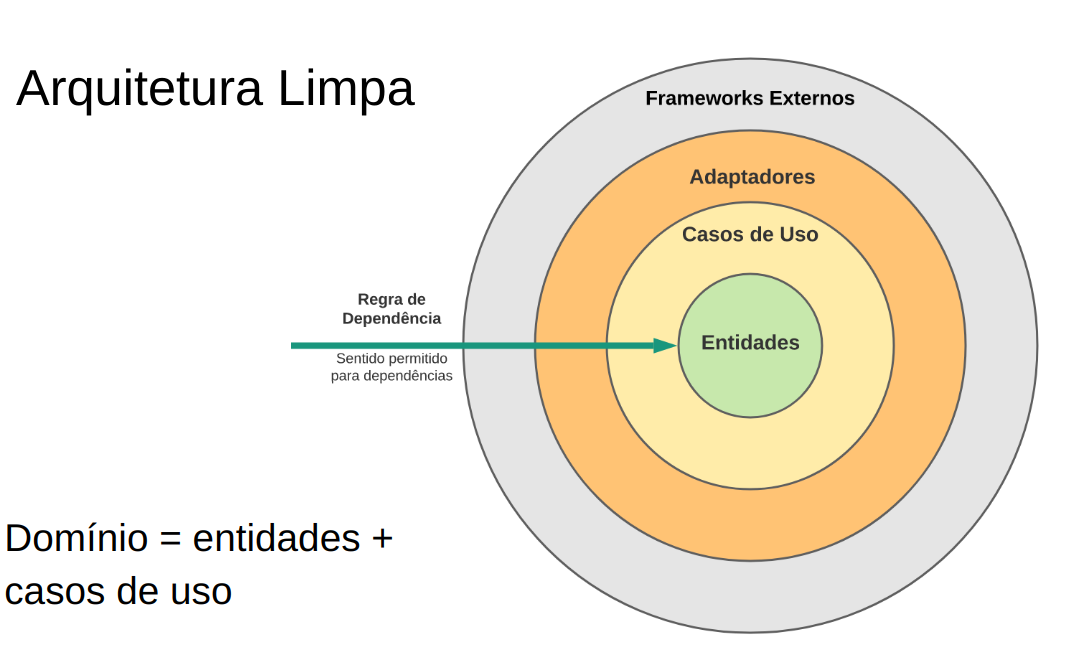 Arquitetura Limpa
Frameworks Externos
Adaptadores
Casos de Uso
Regra de
Dependência
Entidades
Sentido permitido
para dependências
Domínio = entidades +
casos de uso